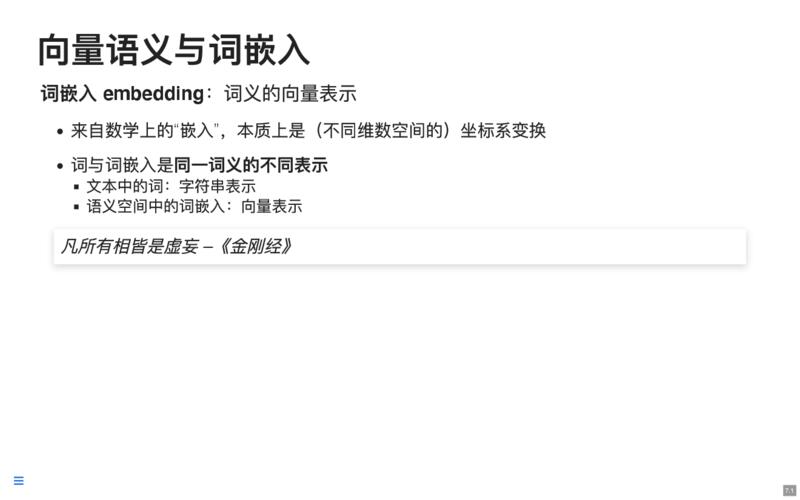 向量语义与词嵌入
词嵌入 embedding：词义的向量表示
• 来自数学上的“嵌入”，本质上是（不同维数空间的）坐标系变换
• 词与词嵌入是同一词义的不同表示
▪ 文本中的词：字符串表示
▪ 语义空间中的词嵌入：向量表示
凡所有相皆是虚妄 –《金刚经》
7.1